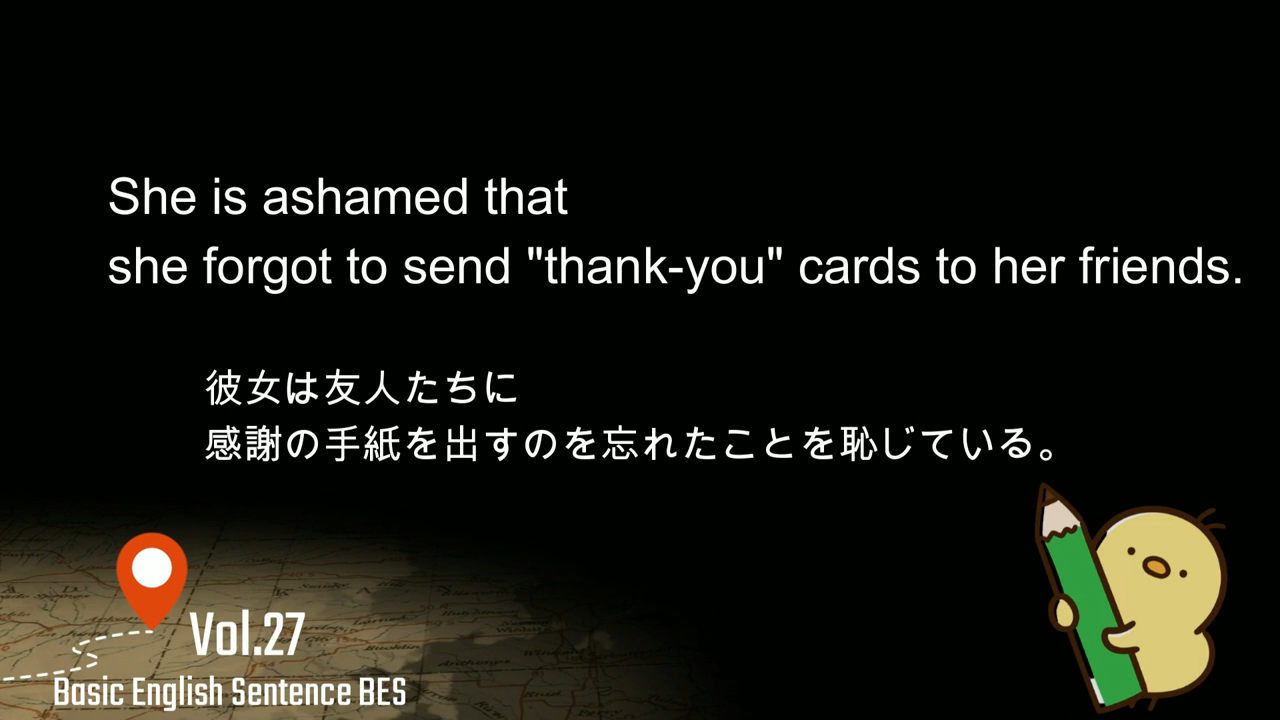 She is ashamed that
she forgot to send "thank-you" cards to her friends.
彼女は友人たちに
感謝の手紙を出すのを忘れたことを恥じている。
Vol.27
Basic English Sentence BES